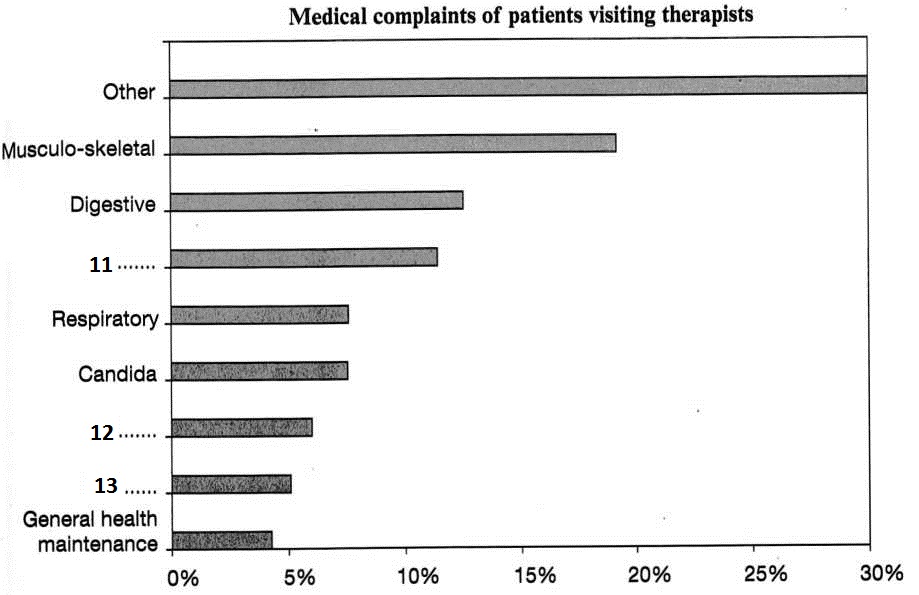 Medical complaints of patients visiting therapists
Other
Musculo-skeletal
Digestive
11 .......
Respiratory
Candida
12 .......
13 ......
General health
maintenance
0% 5% 10% 15% 20% 25% 30%